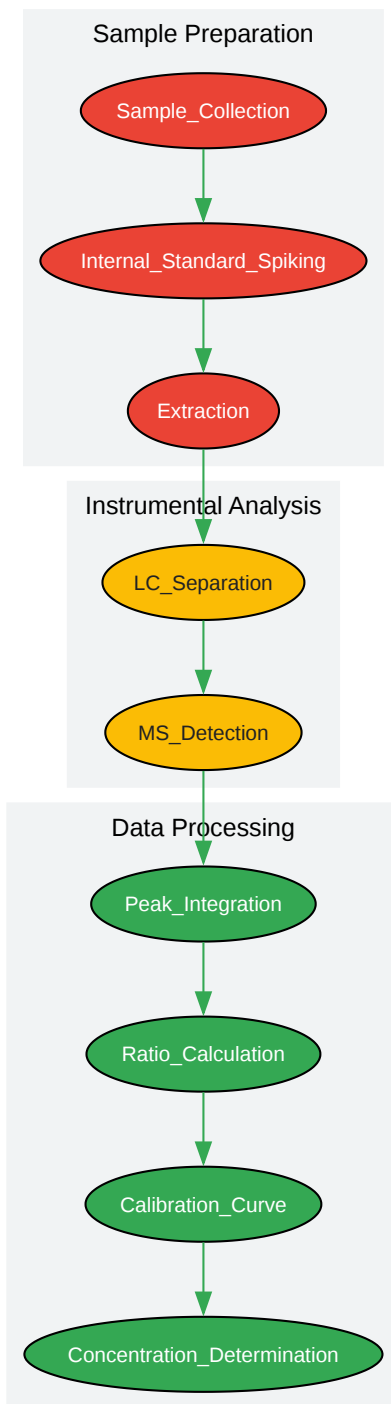 Sample Preparation
Sample_Collection
Internal_Standard_Spiking
Extraction
Instrumental Analysis
LC_Separation
MS_Detection
Data Processing
Peak_Integration
Ratio_Calculation
Calibration_Curve
Concentration_Determination